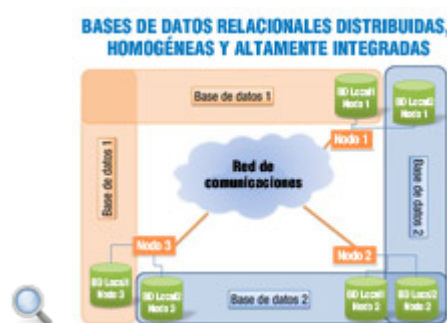 BASES DE DATOS RELACIONALES DISTRIBUIDAS,
HOMOGÉNEAS Y ALTAMENTE INTEGRADAS
Base de datos 1
BD Local1
Nodo 1
BD Local2
Nodo 1
Nodo 1
Base de datos 1
Red de
comunicaciones
Base de datos 2
Nodo 3
Nodo 2
BD Local1
Nodo 3
BD Local2
Nodo 3
Base de datos 2
BD Local1
Nodo 2
BD Local2
Nodo 2